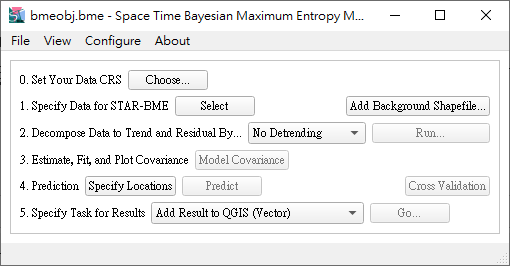 bmeobj.bme - Space Time Bayesian Maximum Entropy M...
File View Configure About
0. Set Your Data CRS Choose...
1. Specify Data for STAR-BME Select Add Background Shapefile...
2. Decompose Data to Trend and Residual By... No Detrending Run...
3. Estimate, Fit, and Plot Covariance Model Covariance
4. Prediction Specify Locations Predict Cross Validation
5. Specify Task for Results Add Result to QGIS (Vector) Go...